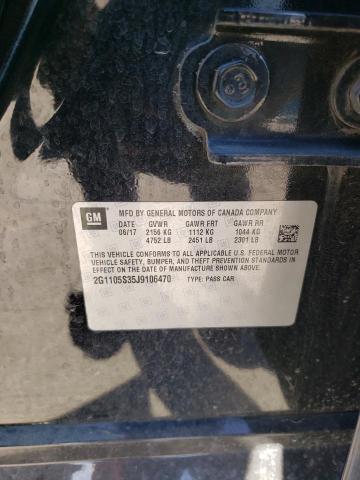 GM
MFD BY GENERAL MOTORS OF CANADA COMPANY
DATE GVWR GAWR FRT GAWR RR
06/17 2156 KG 1112 KG 1044 KG
4752 LB 2451 LB 2301 LB
THIS VEHICLE CONFORMS TO ALL APPLICABLE U.S. FEDERAL MOTOR
VEHICLE SAFETY, BUMPER, AND THEFT PREVENTION STANDARDS
IN EFFECT ON THE DATE OF MANUFACTURE SHOWN ABOVE.
2G1105S35J9106470 TYPE: PASS CAR